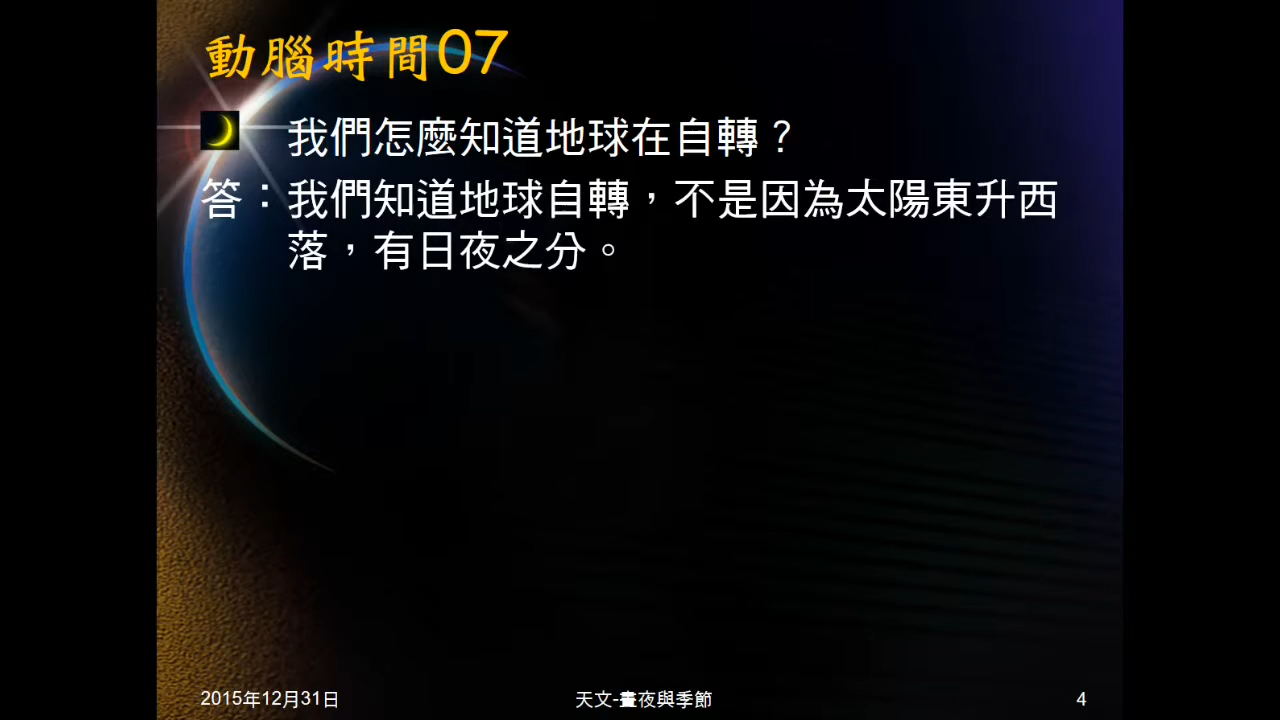 動腦時間07
我們怎麼知道地球在自轉？
答：我們知道地球自轉，不是因為太陽東升西
落，有日夜之分。
2015年12月31日
天文-晝夜與季節
4